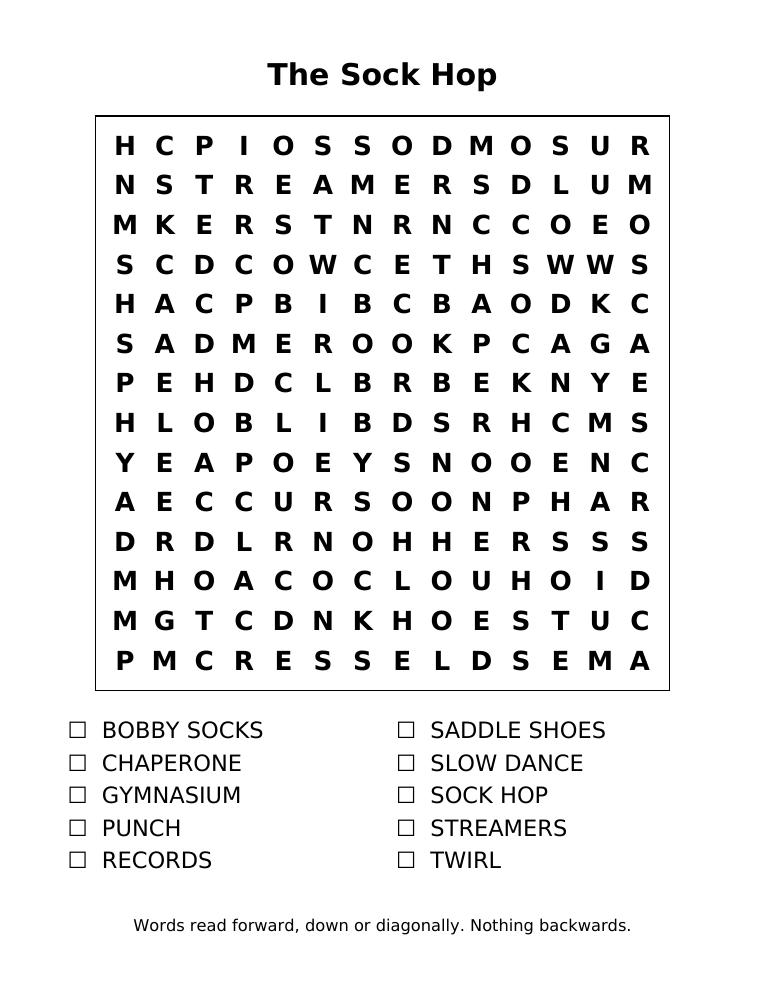 The Sock Hop
H C P I O S S O D M O S U R
N S T R E A M E R S D L U M
M K E R S T N R N C C O E O
S C D C O W C E T H S W W S
H A C P B I B C B A O D K C
S A D M E R O O K P C A G A
P E H D C L B R B E K N Y E
H L O B L I B D S R H C M S
Y E A P O E Y S N O O E N C
A E C C U R S O O N P H A R
D R D L R N O H H E R S S S
M H O A C O C L O U H O I D
M G T C D N K H O E S T U C
P M C R E S S E L D S E M A
☐ BOBBY SOCKS
☐ CHAPERONE
☐ GYMNASIUM
☐ PUNCH
☐ RECORDS
☐ SADDLE SHOES
☐ SLOW DANCE
☐ SOCK HOP
☐ STREAMERS
☐ TWIRL
Words read forward, down or diagonally. Nothing backwards.